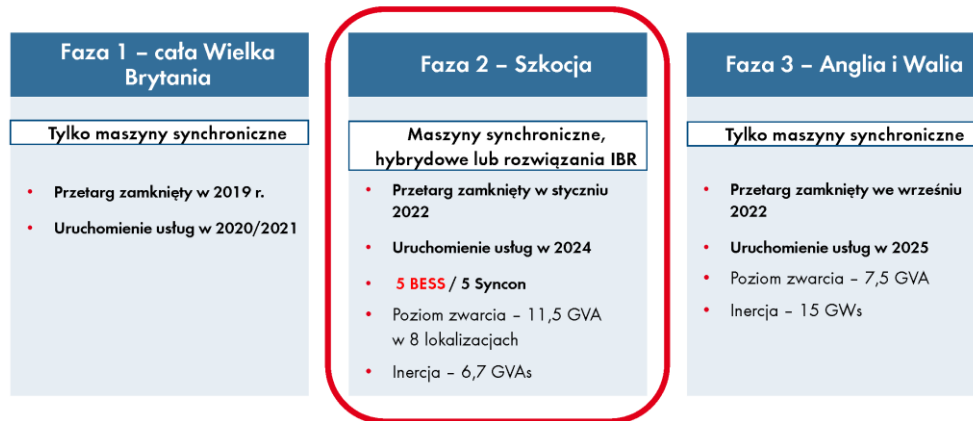 Faza 1 – cała Wielka
Brytania
Tylko maszyny synchroniczne
• Przetarg zamknięty w 2019 r.
• Uruchomienie usług w 2020/2021
Faza 2 – Szkocja
Maszyny synchroniczne,
hybrydowe lub rozwiązania IBR
• Przetarg zamknięty w styczniu
2022
• Uruchomienie usług w 2024
• 5 BESS / 5 Syncon
• Poziom zwarcia – 11,5 GVA
w 8 lokalizacjach
• Inercja – 6,7 GVAs
Faza 3 – Anglia i Walia
Tylko maszyny synchroniczne
• Przetarg zamknięty we wrześniu
2022
• Uruchomienie usług w 2025
• Poziom zwarcia – 7,5 GVA
• Inercja – 15 GWs